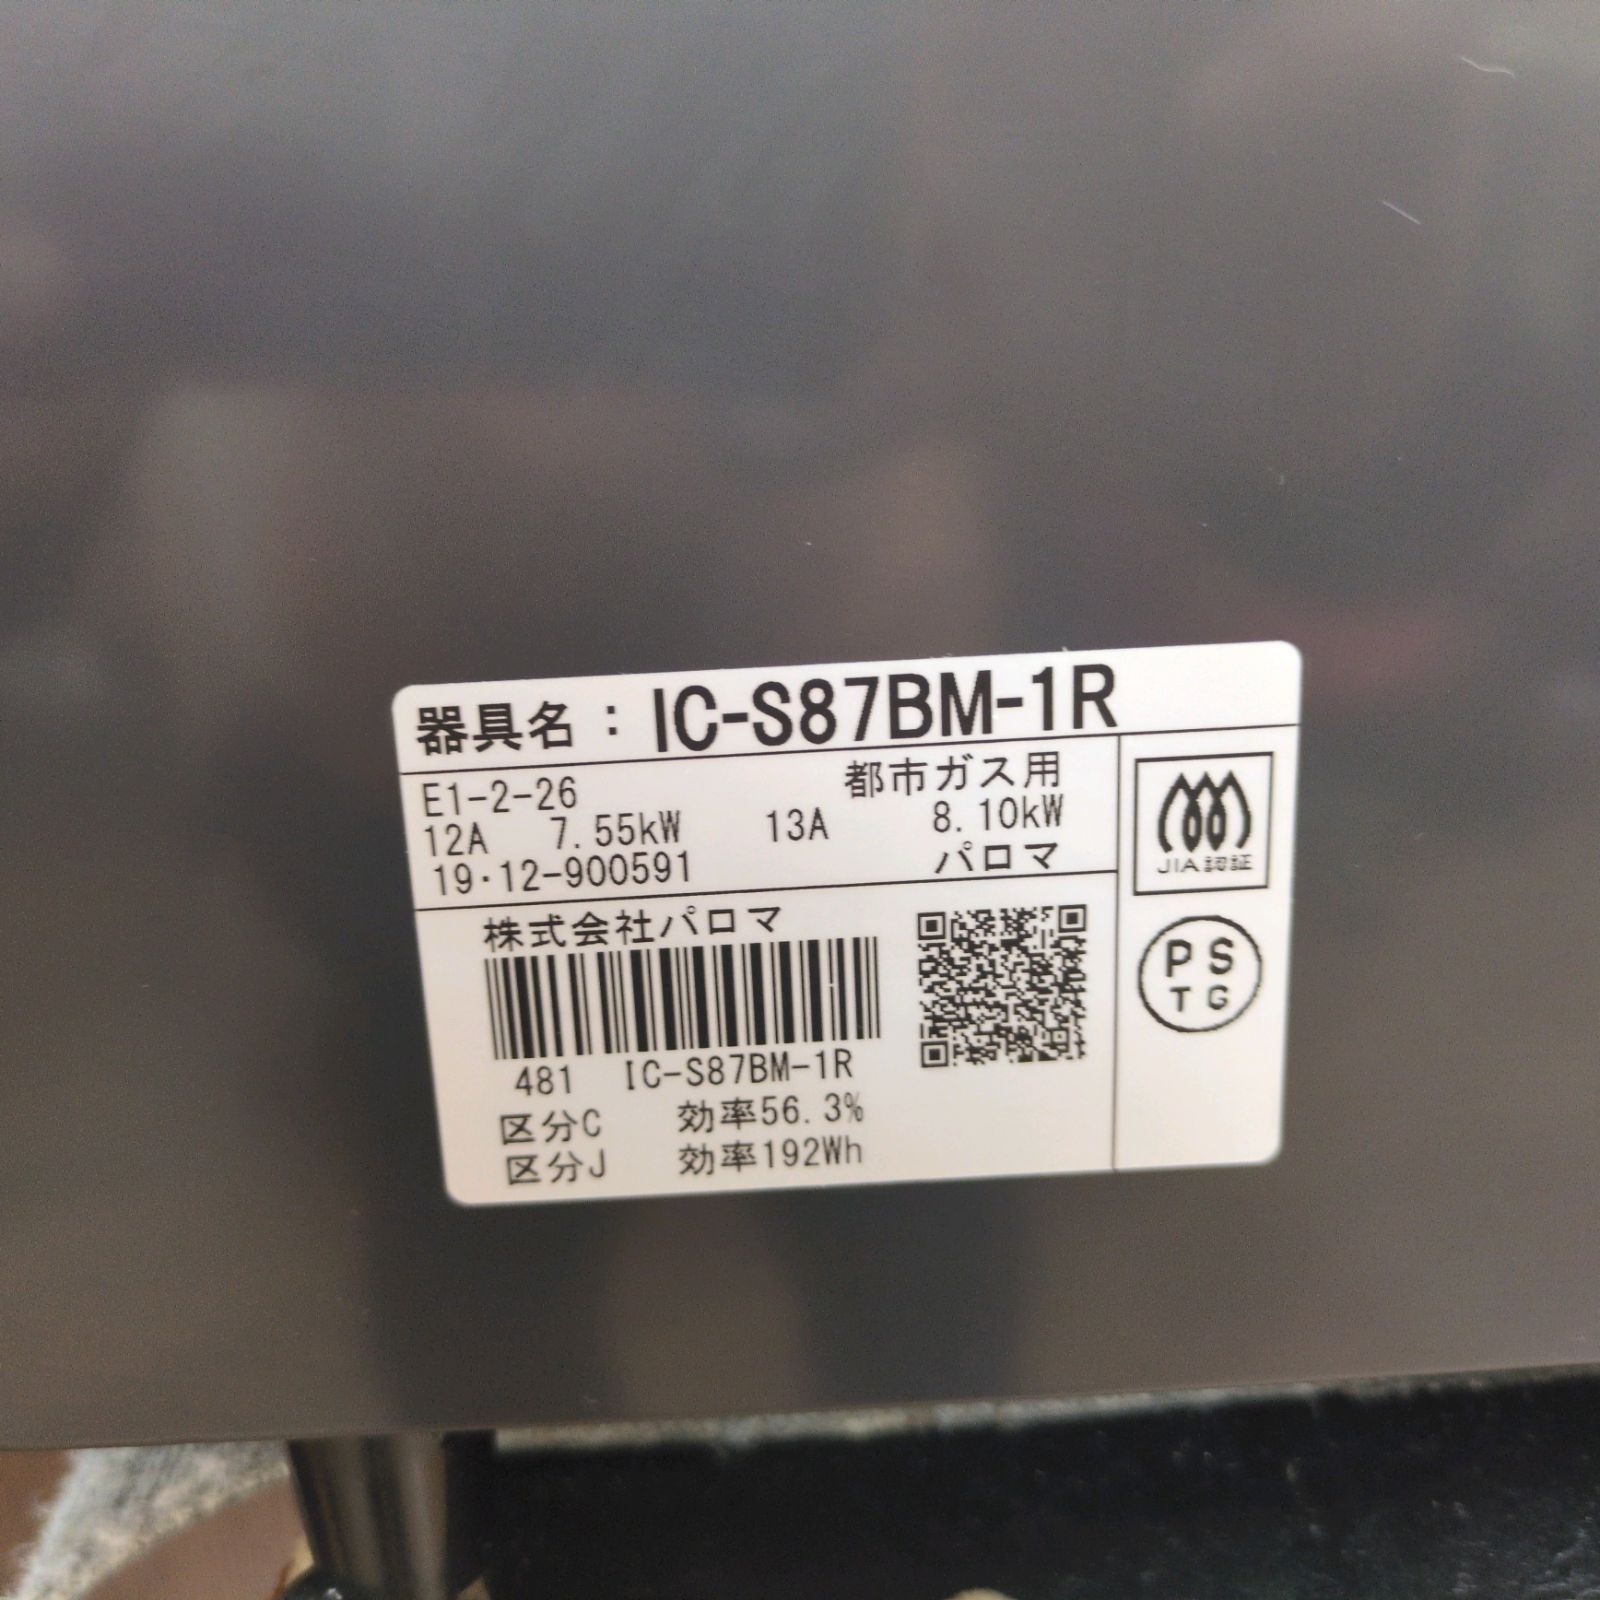 器具名：IC-S87BM-1R
E1-2-26 都市ガス用
12A 7.55kW 13A 8.10kW
19・12-900591 パロマ
JIA認証
株式会社パロマ
PS
TG
481 IC-S87BM-1R
区分C 効率56.3%
区分J 効率192Wh